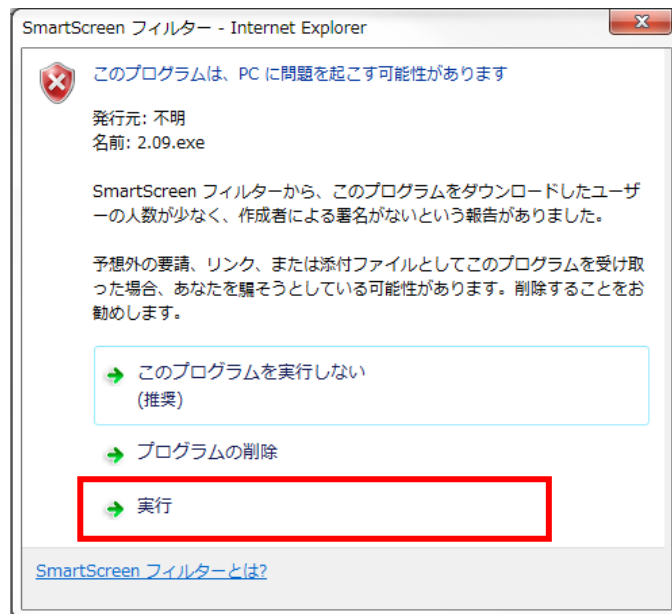 SmartScreen フィルター - Internet Explorer
このプログラムは、PC に問題を起こす可能性があります
発行元: 不明
名前: 2.09.exe
SmartScreen フィルターから、このプログラムをダウンロードしたユーザ
ーの人数が少なく、作成者による署名がないという報告がありました。
予想外の要請、リンク、または添付ファイルとしてこのプログラムを受け取
った場合、あなたを騙そうとしている可能性があります。削除することをお
勧めします。
このプログラムを実行しない
(推奨)
プログラムの削除
実行
SmartScreen フィルターとは?